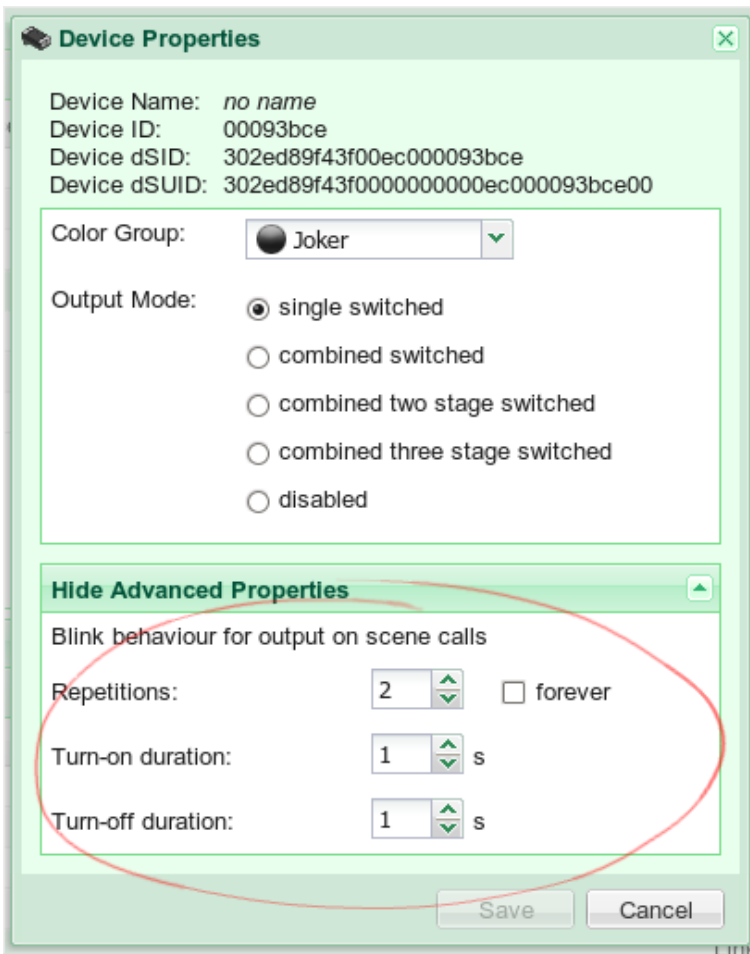 Device Properties
Device Name: no name
Device ID: 00093bce
Device dSID: 302ed89f43f00ec000093bce
Device dSUID: 302ed89f43f0000000000ec000093bce00
Color Group: Joker
Output Mode: single switched
combined switched
combined two stage switched
combined three stage switched
disabled
Hide Advanced Properties
Blink behaviour for output on scene calls
Repetitions: 2 forever
Turn-on duration: 1 s
Turn-off duration: 1 s
Save Cancel